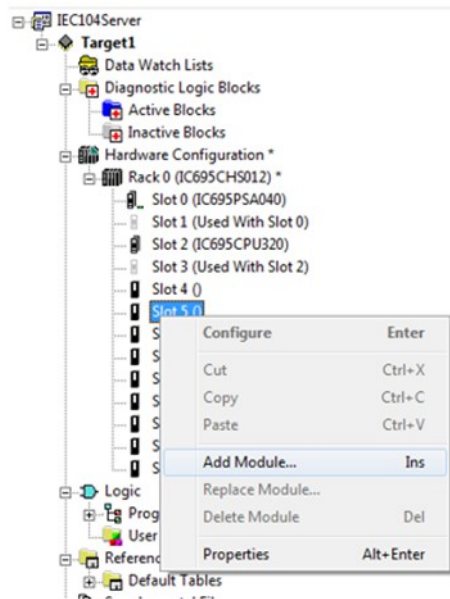 IEC104Server
Target1
Data Watch Lists
Diagnostic Logic Blocks
Active Blocks
Inactive Blocks
Hardware Configuration *
Rack 0 (IC695CHS012) *
Slot 0 (IC695PSA040)
Slot 1 (Used With Slot 0)
Slot 2 (IC695CPU320)
Slot 3 (Used With Slot 2)
Slot 4 ()
Slot 5 ()
Configure Enter
Cut Ctrl+X
Copy Ctrl+C
Paste Ctrl+V
Add Module... Ins
Replace Module...
Delete Module Del
Properties Alt+Enter
Logic
Prog
User
Referenc
Default Tables